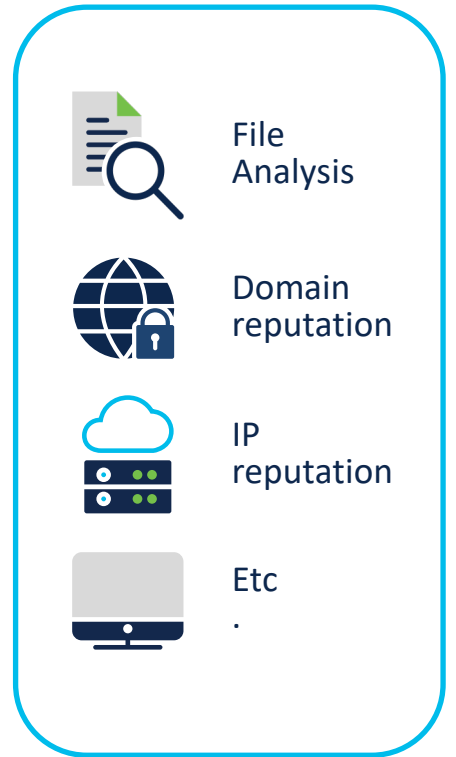 File
Analysis
Domain
reputation
IP
reputation
Etc
.